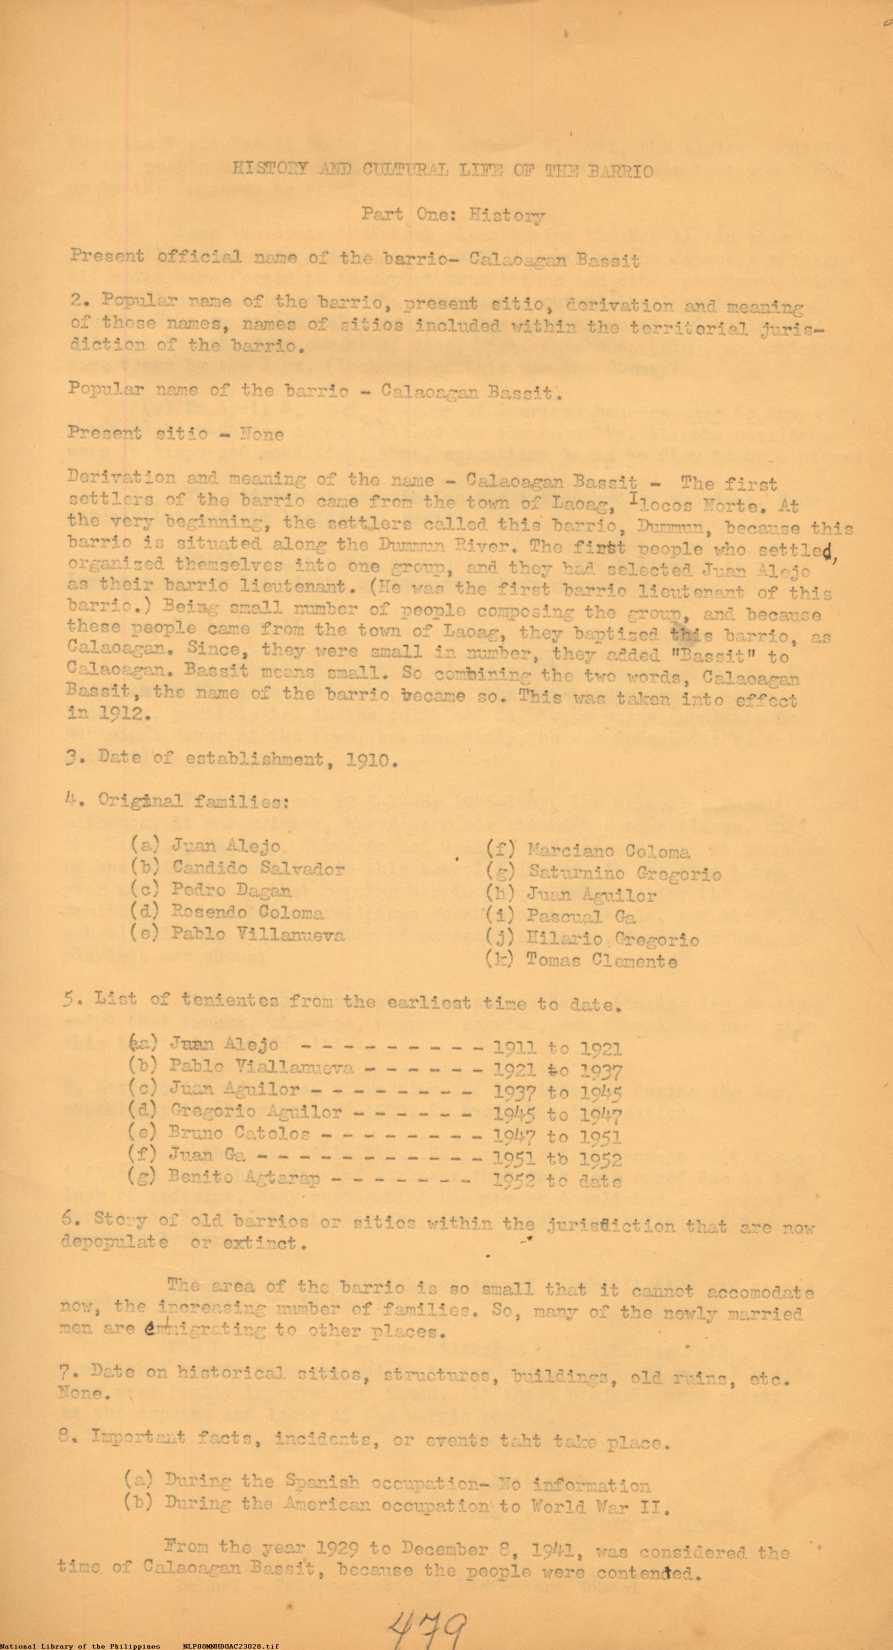 HISTORY AND CULTURAL LIFE OF THE BARRIO
Part One: History
Present official name of the barrio- Calaoagan Bassit
2. Popular name of the barrio, present sitio, derivation and meaning
of these names, names of sitios included within the territorial juris-
diction of the barrio.
Popular name of the barrio - Calaoagan Bassit.
Present sitio - None
Derivation and meaning of the name - Calaoagan Bassit - The first
settlers of the barrio came from the town of Laoag, Ilocos Norte. At
the very beginning, the settlers called this barrio, Dummun, because this
barrio is situated along the Dummun River. The first people who settled,
organized themselves into one group, and they had selected Juan Alejo
as their barrio lieutenant. (He was the first barrio lieutenant of this
barrio.) Being small number of people composing the group, and because
these people came from the town of Laoag, they baptized this barrio, as
Calaoagan. Since, they were small in number, they added "Bassit" to
Calaoagan. Bassit means small. So combining the two words, Calaoagan
Bassit, the name of the barrio became so. This was taken into effect
in 1912.
3. Date of establishment, 1910.
4. Original families:
(a) Juan Alejo
(b) Candido Salvador
(c) Pedro Dagan
(d) Rosendo Coloma
(e) Pablo Villanueva
(f) Marciano Coloma
(g) Saturnino Gregorio
(h) Juan Aguilor
(i) Pascual Ga
(j) Hilario Gregorio
(k) Tomas Clemente
5. List of tenientes from the earliest time to date.
(a) Juan Alejo - - - - - - - - - 1911 to 1921
(b) Pablo Viallanueva - - - - - - 1921 to 1937
(c) Juan Aguilor - - - - - - - - 1937 to 1945
(d) Gregorio Aguilor - - - - - - 1945 to 1947
(e) Bruno Catolos - - - - - - - - 1947 to 1951
(f) Juan Ga - - - - - - - - - - - 1951 to 1952
(g) Benito Agtarap - - - - - - - 1952 to date
6. Story of old barrios or sitios within the jurisdiction that are now
depopulate or extinct.
The area of the barrio is so small that it cannot accomodate
now, the increasing number of families. So, many of the newly married
men are emmigrating to other places.
7. Date on historical sitios, structures, buildings, old ruins, etc.
None.
8. Important facts, incidents, or events taht take place.
(a) During the Spanish occupation- No information
(b) During the American occupation to World War II.
From the year 1929 to December 8, 1941, was considered the
time of Calaoagan Bassit, because the people were contended.
479
National Library of the Philippines NLP00MNHD0AC23028.tif